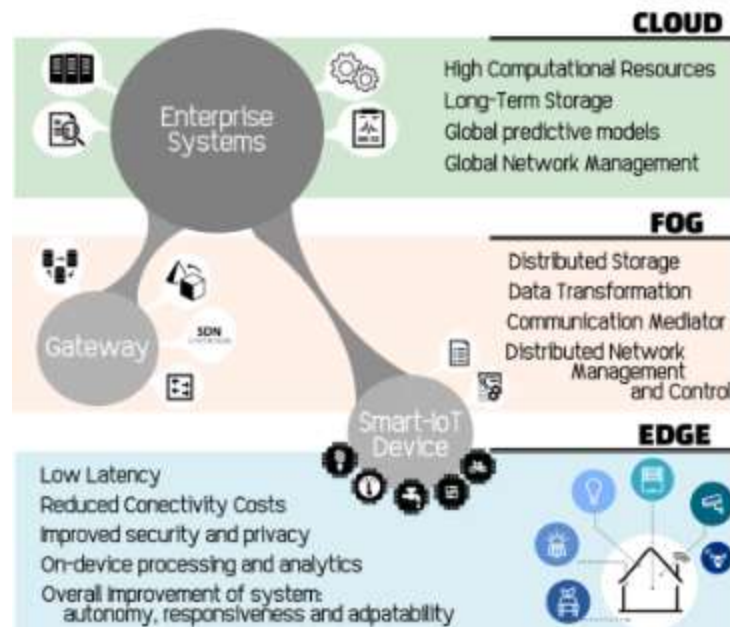 CLOUD
Enterprise
Systems
High Computational Resources
Long-Term Storage
Global predictive models
Global Network Management
FOG
Distributed Storage
Data Transformation
Communication Mediator
Distributed Network
Management
and Control
Gateway
SDN
Smart-IoT
Device
EDGE
Low Latency
Reduced Conectivity Costs
Improved security and privacy
On-device processing and analytics
Overall improvement of system:
autonomy, responsiveness and adpatability